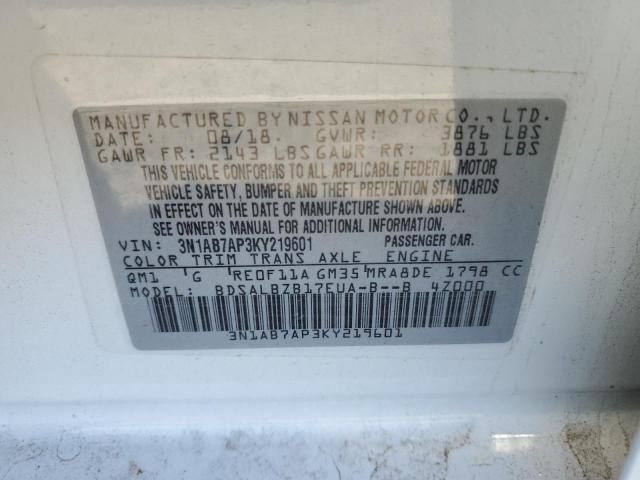 MANUFACTURED BY NISSAN MOTOR CO., LTD.
DATE: 08/18 GVWR: 3876 LBS
GAWR FR: 2143 LBS GAWR RR: 1881 LBS
THIS VEHICLE CONFORMS TO ALL APPLICABLE FEDERAL MOTOR
VEHICLE SAFETY, BUMPER AND THEFT PREVENTION STANDARDS
IN EFFECT ON THE DATE OF MANUFACTURE SHOWN ABOVE.
SEE OWNER'S MANUAL FOR ADDITIONAL INFORMATION.
VIN: 3N1AB7AP3KY219601 PASSENGER CAR.
COLOR TRIM TRANS AXLE ENGINE
QM1 G RE0F11A GM35 MRA8DE 1798 CC
MODEL: BDSALBZB17EUA-B--B 4Z000
3N1AB7AP3KY219601